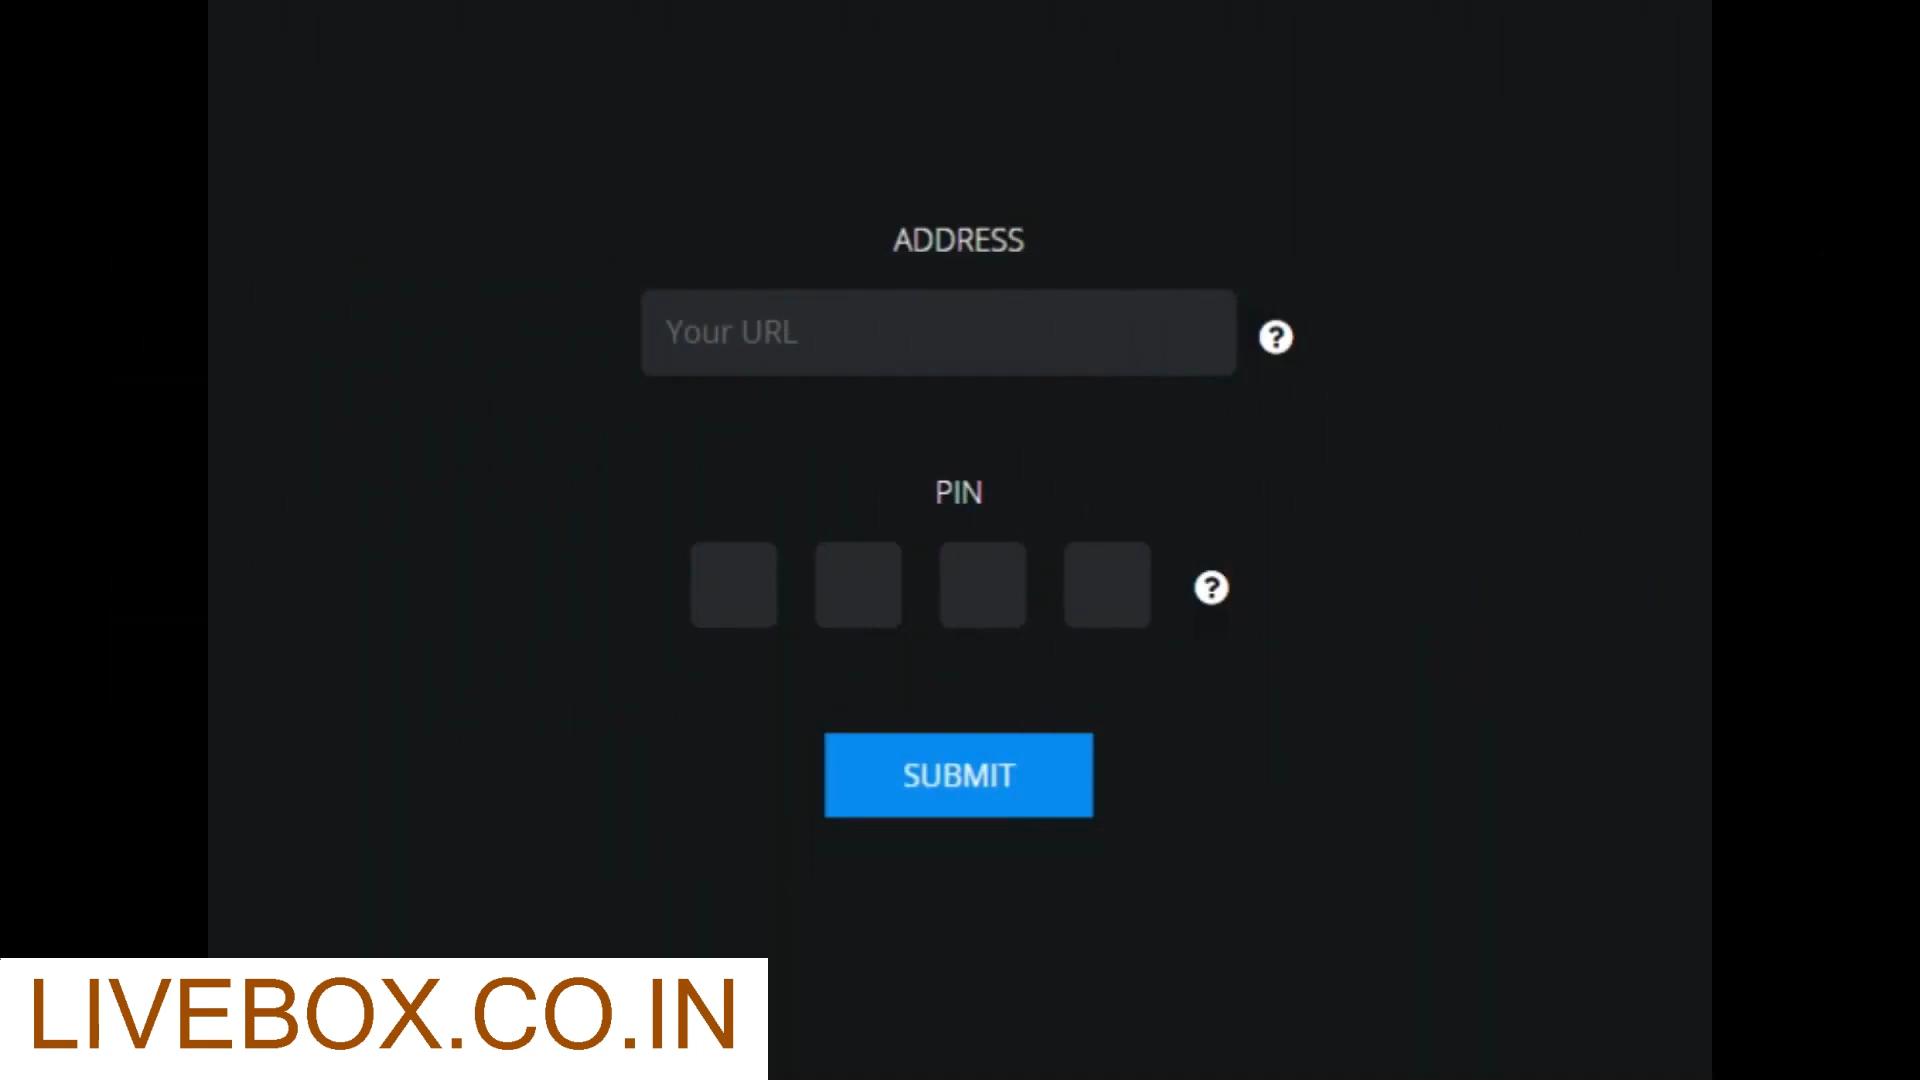 ADDRESS
Your URL
?
PIN
?
SUBMIT
LIVEBOX.CO.IN